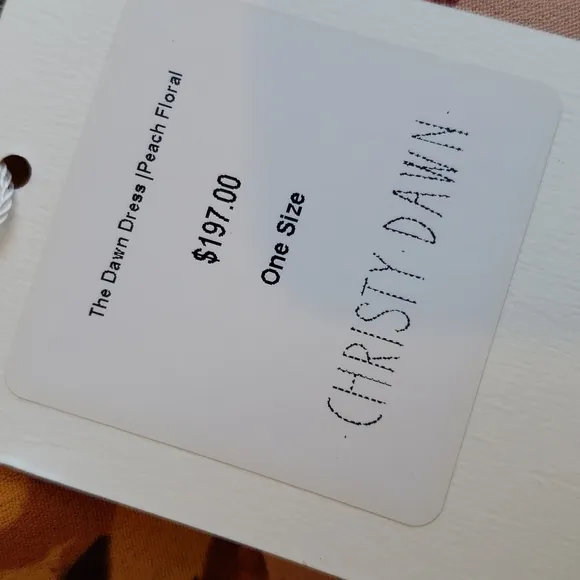 The Dawn Dress |Peach Floral
$197.00
One Size
·CHRISTY·DAWN·